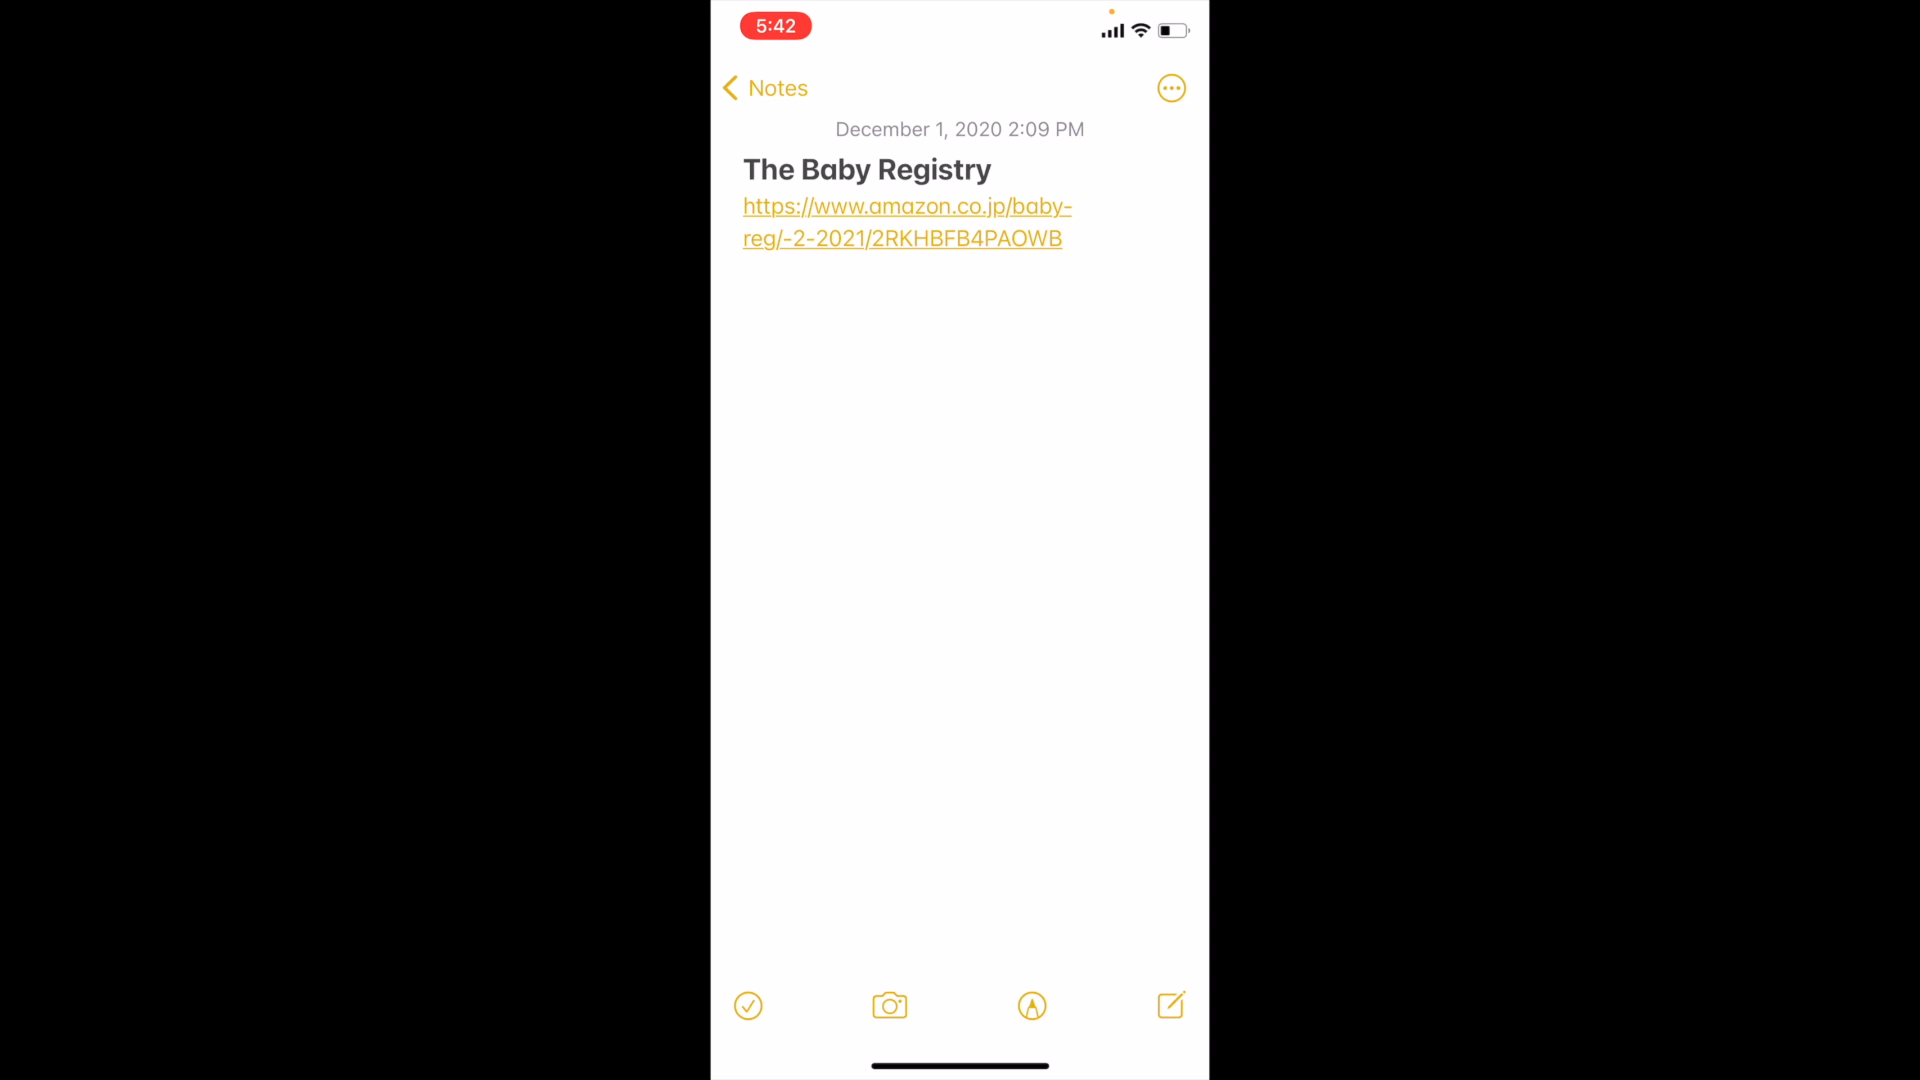 5:42
Notes
December 1, 2020 2:09 PM
The Baby Registry
https://www.amazon.co.jp/baby-
reg/-2-2021/2RKHBFB4PAOWB